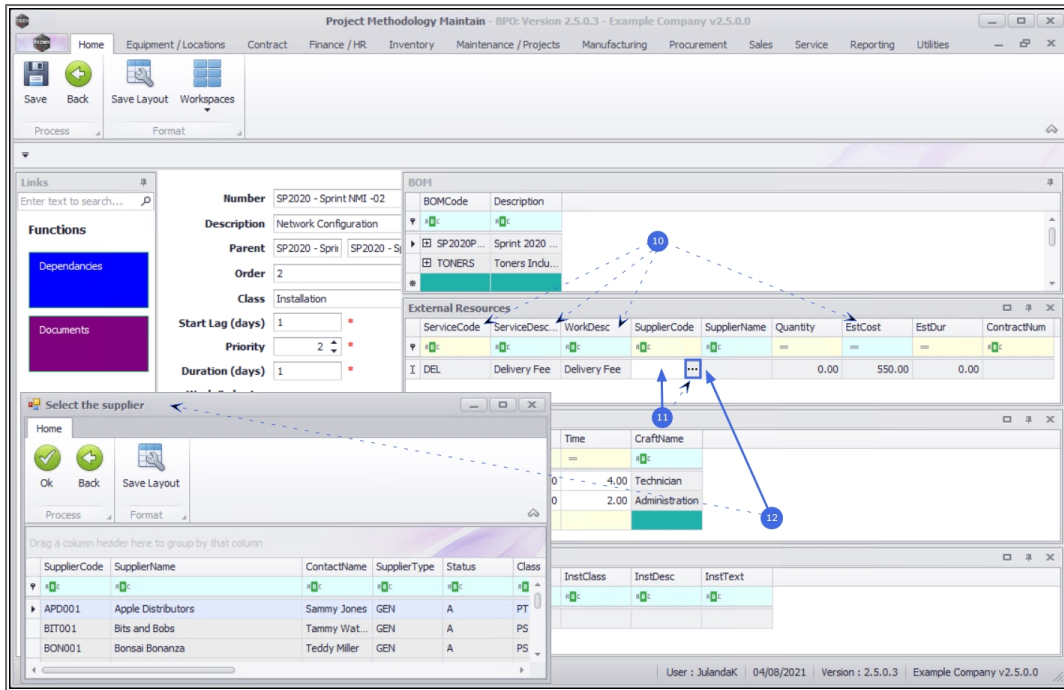 Project Methodology Maintain - BPO: Version 2.5.0.3 - Example Company v2.5.0.0
Home Equipment / Locations Contract Finance / HR Inventory Maintenance / Projects Manufacturing Procurement Sales Service Reporting Utilities
Save Back Save Layout Workspaces
Process Format
Links
Enter text to search...
Functions
Dependancies
Documents
Number SP2020 - Sprint NMI -02
Description Network Configuration
Parent SP2020 - Spri SP2020 - Sp
Order 2
Class Installation
Start Lag (days) 1 *
Priority 2 *
Duration (days) 1 *
BOM
BOMCode Description
SP2020P... Sprint 2020 ...
TONERS Toners Inclu...
10
External Resources
ServiceCode ServiceDesc... WorkDesc SupplierCode SupplierName Quantity EstCost EstDur ContractNum
DEL Delivery Fee Delivery Fee ... 0.00 550.00 0.00
11
Time CraftName
0 4.00 Technician
0 2.00 Administration
12
InstClass InstDesc InstText
Select the supplier
Home
Ok Back Save Layout
Process Format
Drag a column header here to group by that column
SupplierCode SupplierName ContactName SupplierType Status Class
APD001 Apple Distributors Sammy Jones GEN A PT
BIT001 Bits and Bobs Tammy Wat... GEN A PS
BON001 Bonsai Bonanza Teddy Miller GEN A PS
User : JulandaK 04/08/2021 Version : 2.5.0.3 Example Company v2.5.0.0